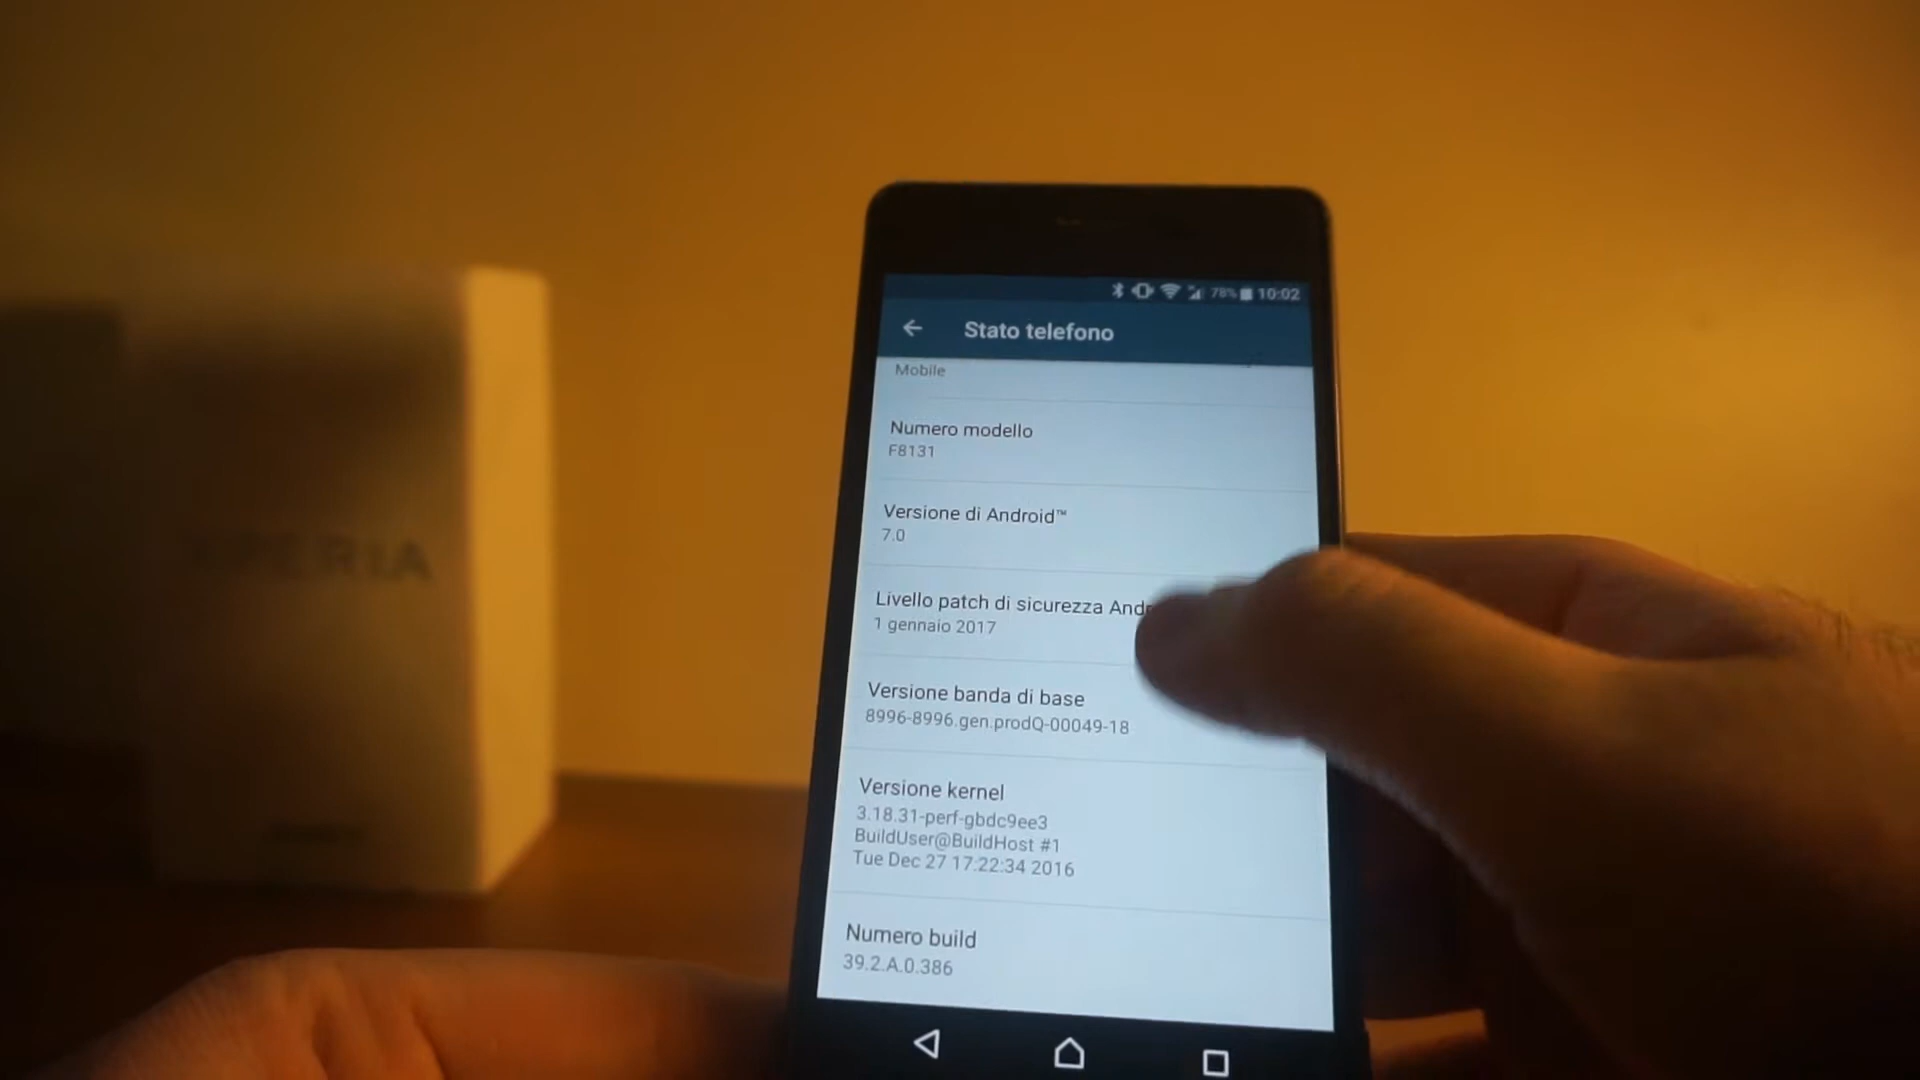 78% 10:02
Stato telefono
Mobile
Numero modello
F8131
Versione di Android™
7.0
Livello patch di sicurezza
1 gennaio 2017
Versione banda di base
8996-8996.gen.prodQ-00049-18
Versione kernel
3.18.31-perf-gbdc9ee3
BuildUser@BuildHost #1
Tue Dec 27 17:22:34 2016
Numero build
39.2.A.0.386
XPERIA